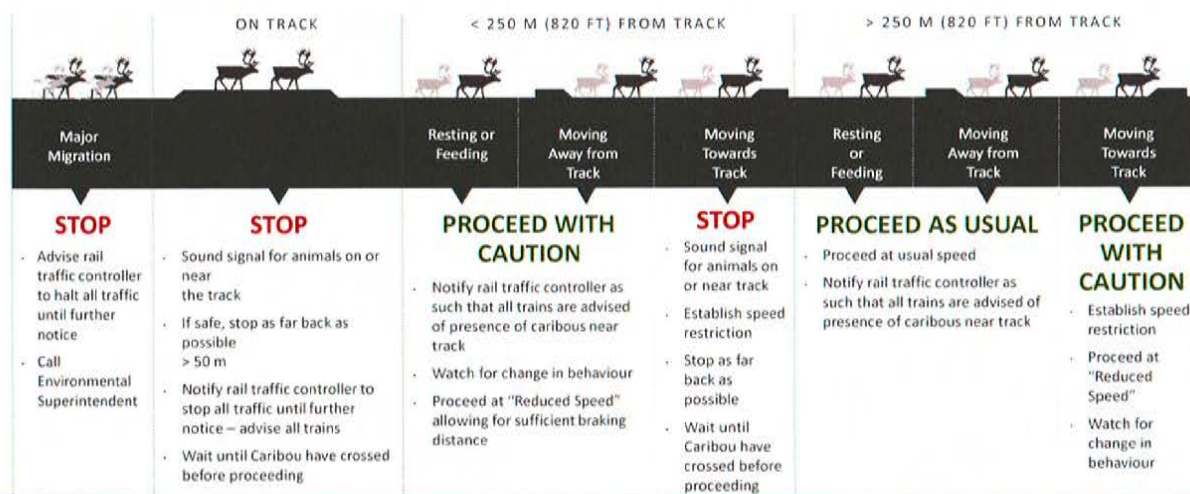 ON TRACK
< 250 M (820 FT) FROM TRACK
> 250 M (820 FT) FROM TRACK
Major
Migration
Resting or
Feeding
Moving
Away from
Track
Moving
Towards
Track
Resting
or
Feeding
Moving
Away from
Track
Moving
Towards
Track
STOP
· Advise rail
traffic controller
to halt all traffic
until further
notice
· Call
Environmental
Superintendent
STOP
· Sound signal for animals on or
near
the track
· If safe, stop as far back as
possible
> 50 m
· Notify rail traffic controller to
stop all traffic until further
notice – advise all trains
· Wait until Caribou have crossed
before proceeding
PROCEED WITH
CAUTION
· Notify rail traffic controller as
such that all trains are advised
of presence of caribous near
track
· Watch for change in behaviour
· Proceed at "Reduced Speed"
allowing for sufficient braking
distance
STOP
· Sound signal
for animals on
or near track
· Establish speed
restriction
· Stop as far
back as
possible
· Wait until
Caribou have
crossed before
proceeding
PROCEED AS USUAL
· Proceed at usual speed
· Notify rail traffic controller as
such that all trains are advised of
presence of caribous near track
PROCEED
WITH
CAUTION
· Establish speed
restriction
· Proceed at
"Reduced
Speed"
· Watch for
change in
behaviour